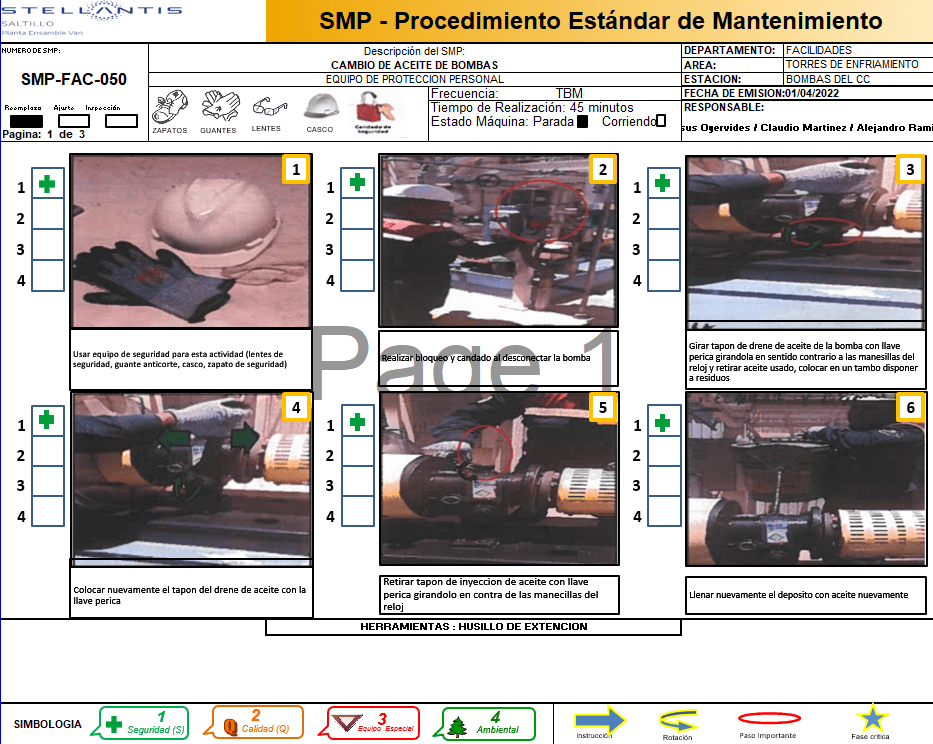 STELLANTIS
SALTILLO
Planta Ensamble Van
SMP - Procedimiento Estándar de Mantenimiento
NUMERO DE SMP:
SMP-FAC-050
Reemplazo Ajuste Inspección
Pagina: 1 de 3
Descripción del SMP:
CAMBIO DE ACEITE DE BOMBAS
EQUIPO DE PROTECCION PERSONAL
ZAPATOS
GUANTES
LENTES
CASCO
Candado de
seguridad
Frecuencia: TBM
Tiempo de Realización: 45 minutos
Estado Máquina: Parada Corriendo
DEPARTAMENTO: FACILIDADES
AREA: TORRES DE ENFRIAMIENTO
ESTACION: BOMBAS DEL CC
FECHA DE EMISION:01/04/2022
RESPONSABLE:
sus Ogervides / Claudio Martinez / Alejandro Rami
1
1
2
3
4
Usar equipo de seguridad para esta actividad (lentes de
seguridad, guante anticorte, casco, zapato de seguridad)
2
1
2
3
4
Realizar bloqueo y candado al desconectar la bomba
3
1
2
3
4
Girar tapon de drene de aceite de la bomba con llave
perica girandola en sentido contrario a las manesillas del
reloj y retirar aceite usado, colocar en un tambo disponer
a residuos
Page 1
4
1
2
3
4
Colocar nuevamente el tapon del drene de aceite con la
llave perica
5
1
2
3
4
Retirar tapon de inyeccion de aceite con llave
perica girandolo en contra de las manecillas del
reloj
6
1
2
3
4
Llenar nuevamente el deposito con aceite nuevamente
HERRAMIENTAS : HUSILLO DE EXTENCION
SIMBOLOGIA
1
Seguridad (S)
2
Calidad (Q)
3
Equipo Especial
4
Ambiental
Instrucción
Rotación
Paso Importante
Fase critica